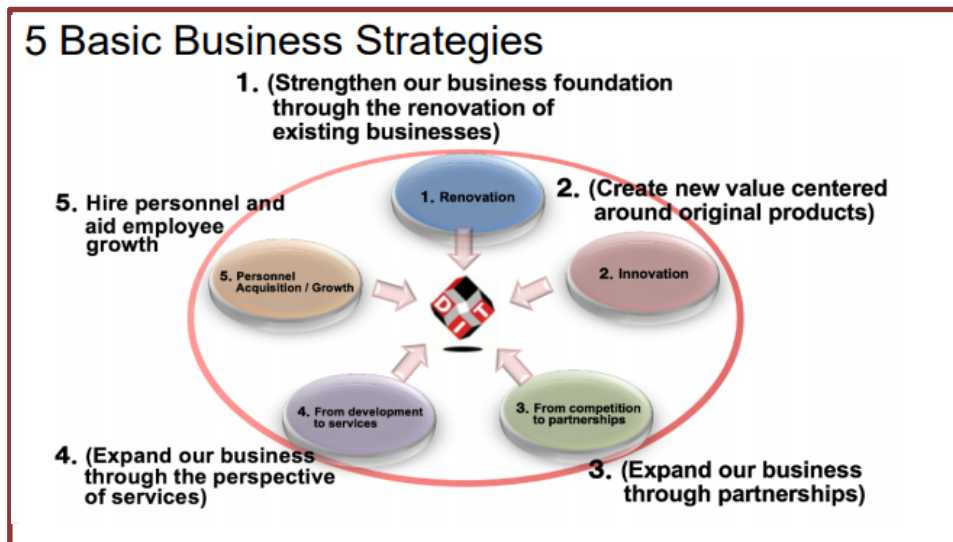 5 Basic Business Strategies
1. (Strengthen our business foundation
through the renovation of
existing businesses)
1. Renovation
2. (Create new value centered
around original products)
2. Innovation
3. From competition
to partnerships
3. (Expand our business
through partnerships)
4. From development
to services
4. (Expand our business
through the perspective
of services)
5. Hire personnel and
aid employee
growth
5. Personnel
Acquisition / Growth
DIT